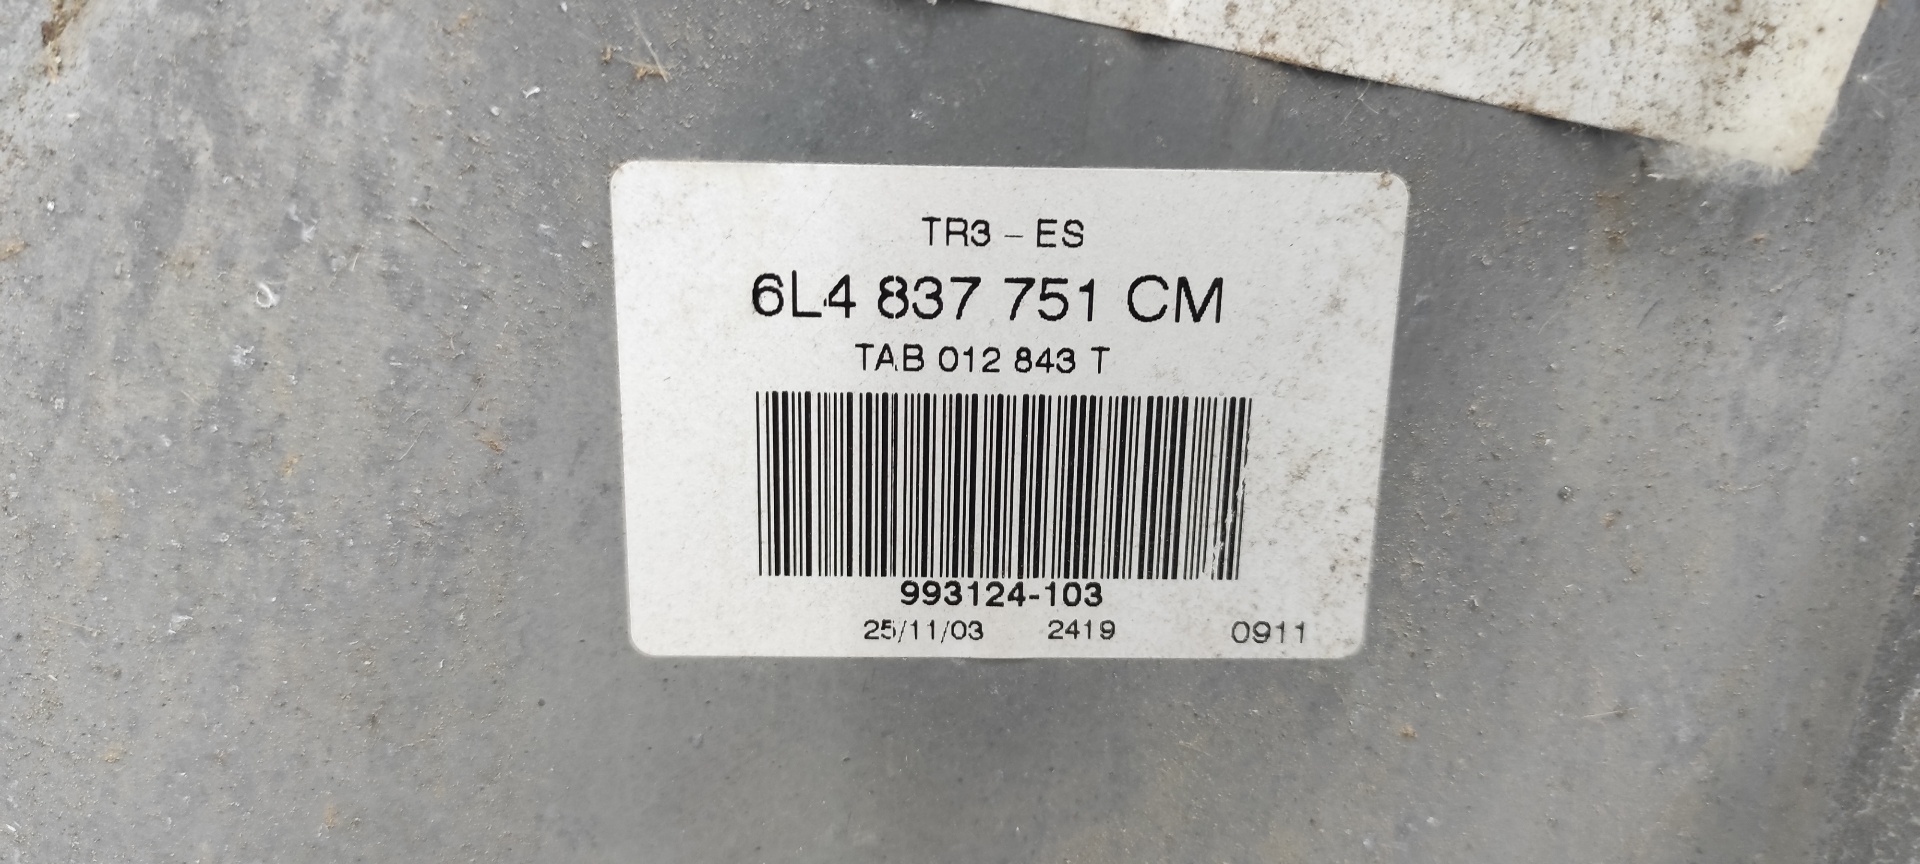 TR3 - ES
6L4 837 751 CM
TAB 012 843 T
993124-103
25/11/03 2419 0911